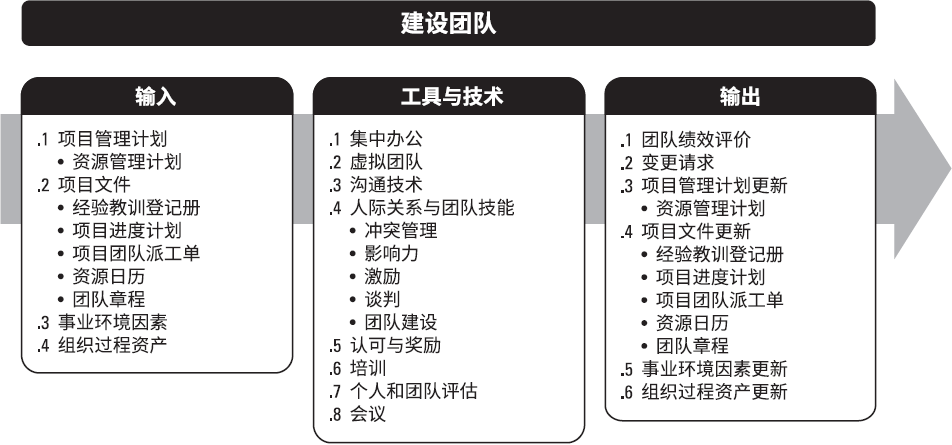 建设团队
输入
.1 项目管理计划
• 资源管理计划
.2 项目文件
• 经验教训登记册
• 项目进度计划
• 项目团队派工单
• 资源日历
• 团队章程
.3 事业环境因素
.4 组织过程资产
工具与技术
.1 集中办公
.2 虚拟团队
.3 沟通技术
.4 人际关系与团队技能
• 冲突管理
• 影响力
• 激励
• 谈判
• 团队建设
.5 认可与奖励
.6 培训
.7 个人和团队评估
.8 会议
输出
.1 团队绩效评价
.2 变更请求
.3 项目管理计划更新
• 资源管理计划
.4 项目文件更新
• 经验教训登记册
• 项目进度计划
• 项目团队派工单
• 资源日历
• 团队章程
.5 事业环境因素更新
.6 组织过程资产更新